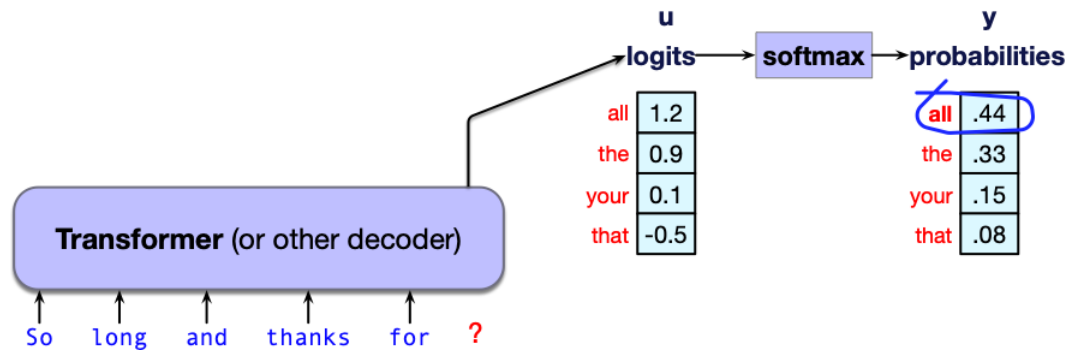 u
y
logits
softmax
probabilities
all 1.2
the 0.9
your 0.1
that -0.5
all .44
the .33
your .15
that .08
Transformer (or other decoder)
So long and thanks for ?